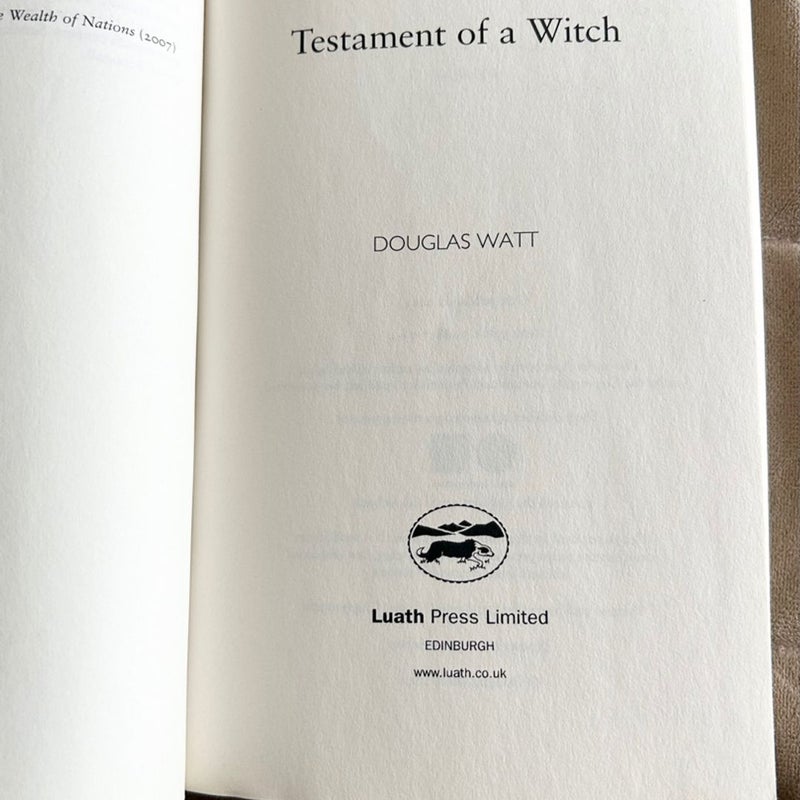 Wealth of Nations (2007)
Testament of a Witch
DOUGLAS WATT
Luath Press Limited
EDINBURGH
www.luath.co.uk